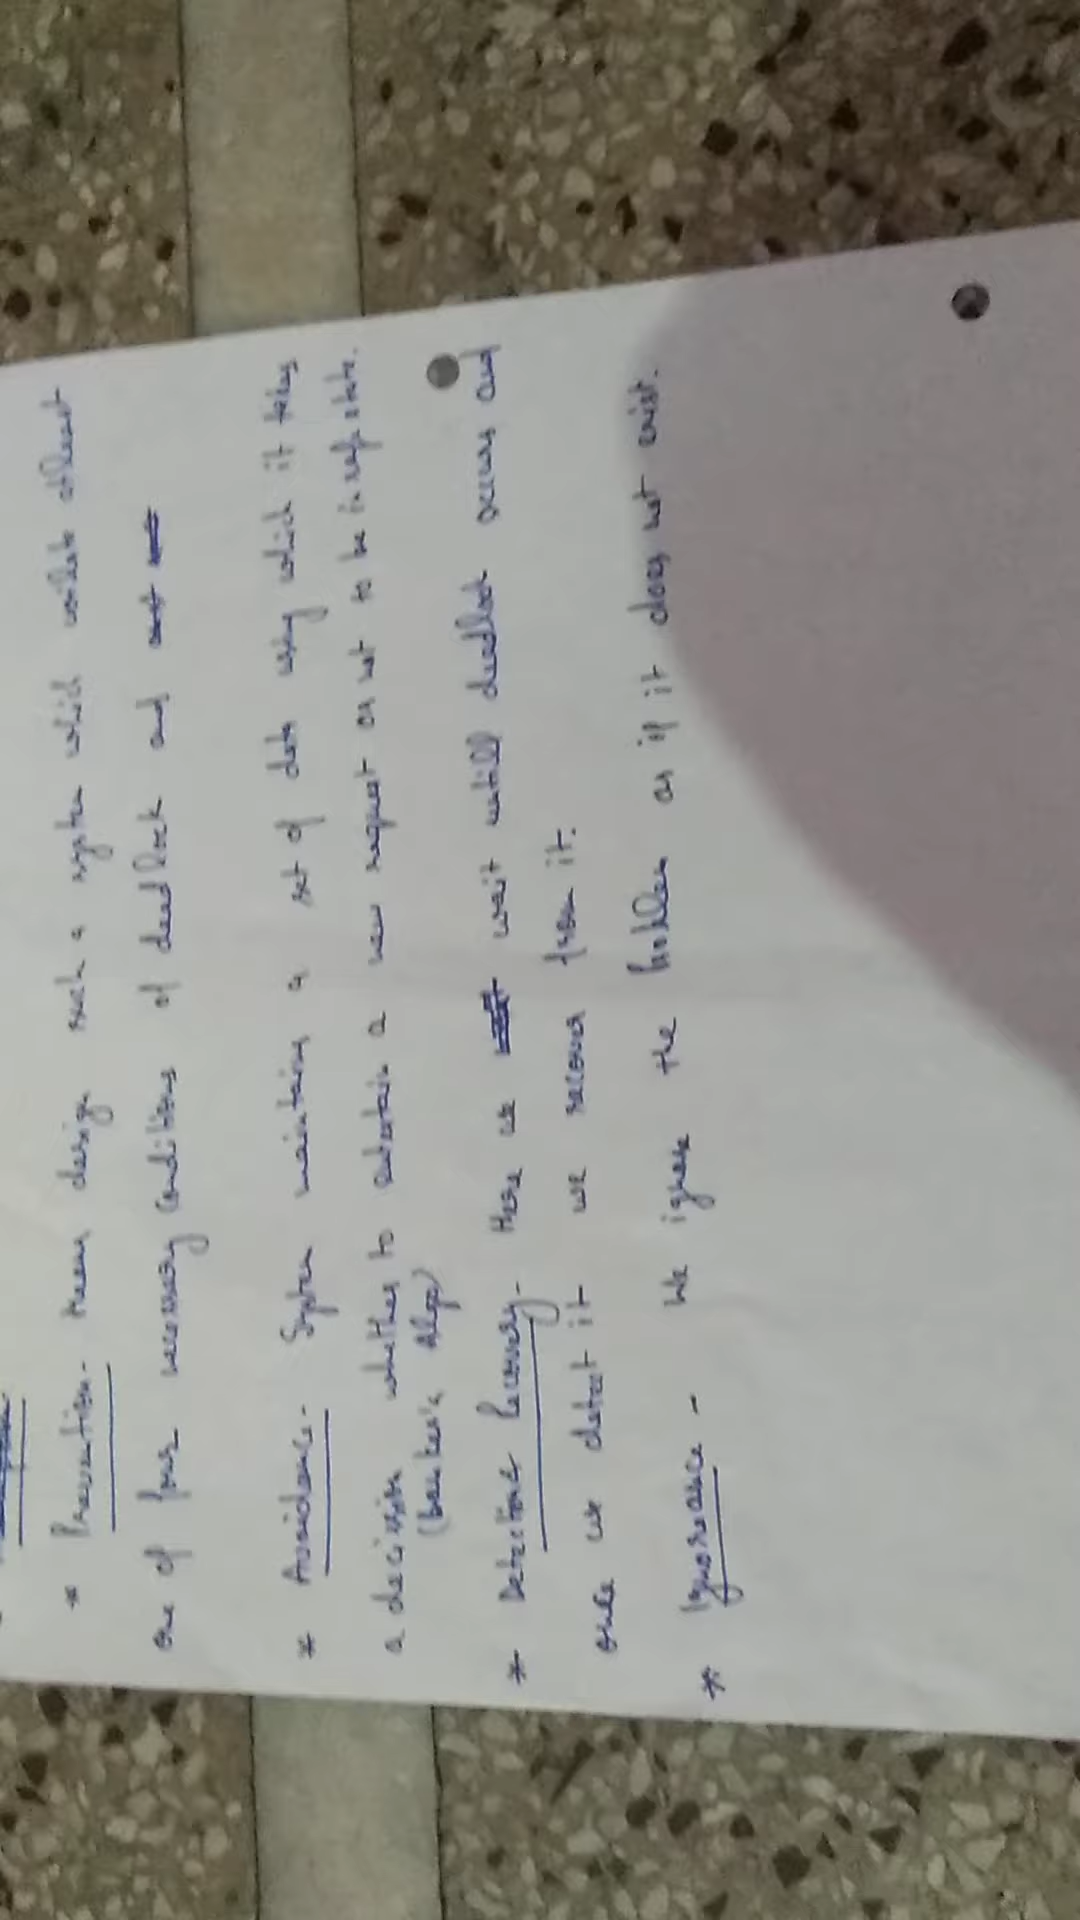 * Prevention- means design such a system which violate atleast
one of four necessary conditions of deadlock and
* Avoidance- System maintains a set of data using which it takes
a decision whether to entertain a new request or not to be in safe state.
(banker's algo)
* Detection & Recovery- Here we wait untill deadlock occurs and
once we detect it we recover from it.
* Ignorance - We ignore the problem as if it does not exist.